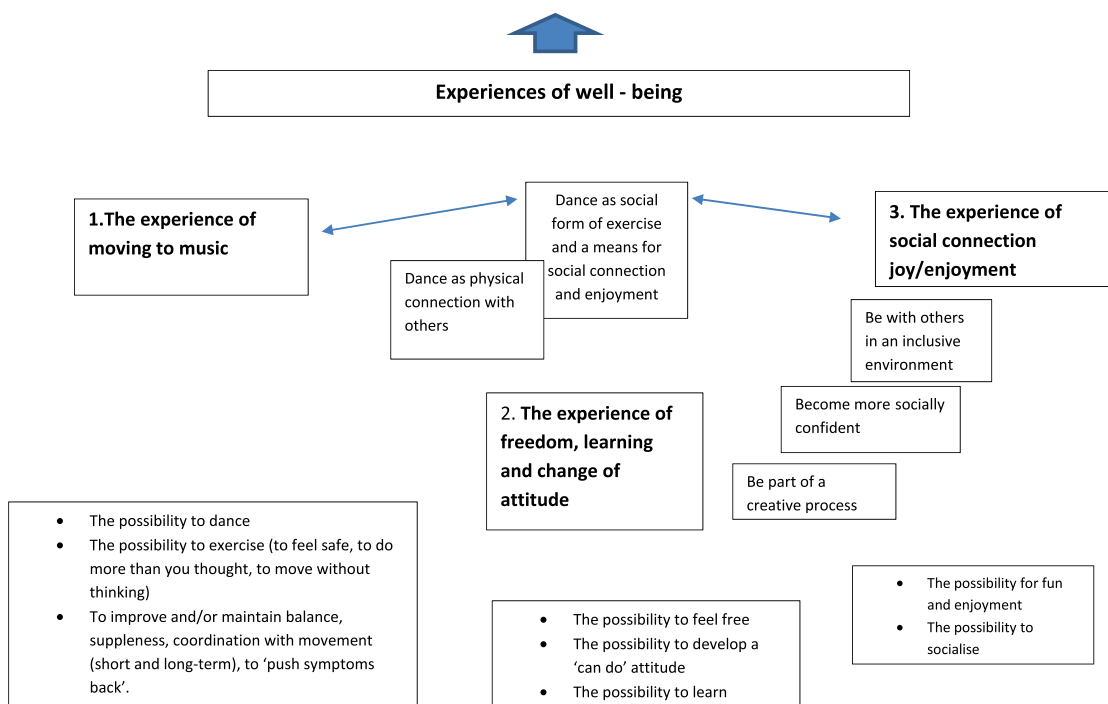 Experiences of well - being
1.The experience of
moving to music
Dance as social
form of exercise
and a means for
social connection
and enjoyment
Dance as physical
connection with
others
3. The experience of
social connection
joy/enjoyment
Be with others
in an inclusive
environment
Become more socially
confident
Be part of a
creative process
2. The experience of
freedom, learning
and change of
attitude
• The possibility to dance
• The possibility to exercise (to feel safe, to do
more than you thought, to move without
thinking)
• To improve and/or maintain balance,
suppleness, coordination with movement
(short and long-term), to ‘push symptoms
back’.
• The possibility to feel free
• The possibility to develop a
‘can do’ attitude
• The possibility to learn
• The possibility for fun
and enjoyment
• The possibility to
socialise